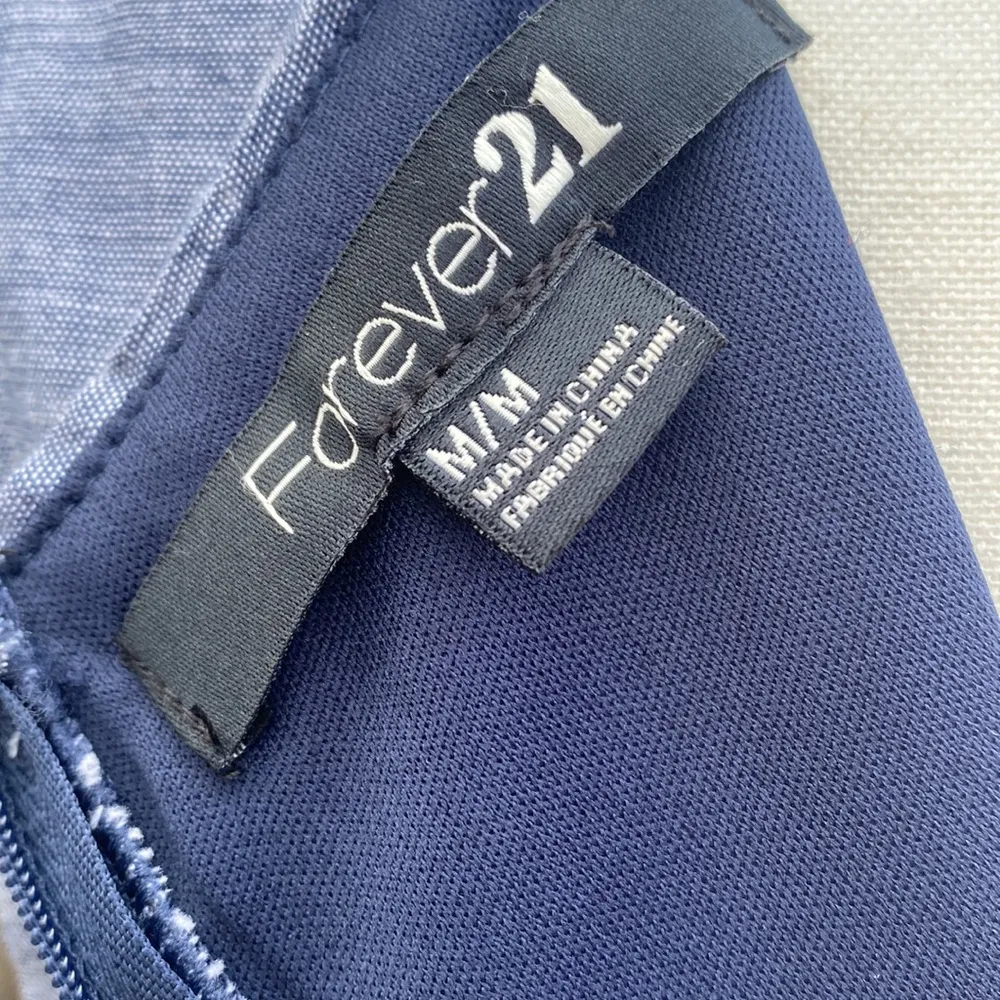 Forever21
M/M
MADE IN CHINA
FABRIQUÉ EN CHINE